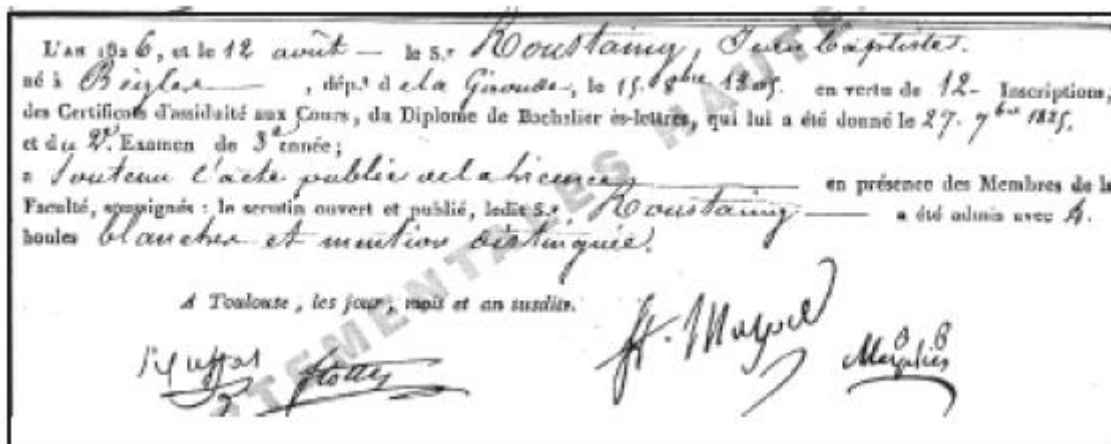 L'An 1826, et le 12 août — le S.r Roustaing, Jean Baptiste.
né à Bègles — , dép.t de la Gironde, le 15. 8bre 1805. en vertu de 12 - Inscriptions,
des Certificats d'assiduité aux Cours, du Diplome de Bachelier ès-lettres, qui lui a été donné le 27. 7bre 1825.
et du 2e. Examen de 3e année;
a soutenu l'acte public de la licence — en présence des Membres de la
Faculté, soussignés : le scrutin ouvert et publié, ledit S.r Roustaing — a été admis avec 4.
boules blanches et mention distinguée.
A Toulouse, les jour, mois et an susdits.